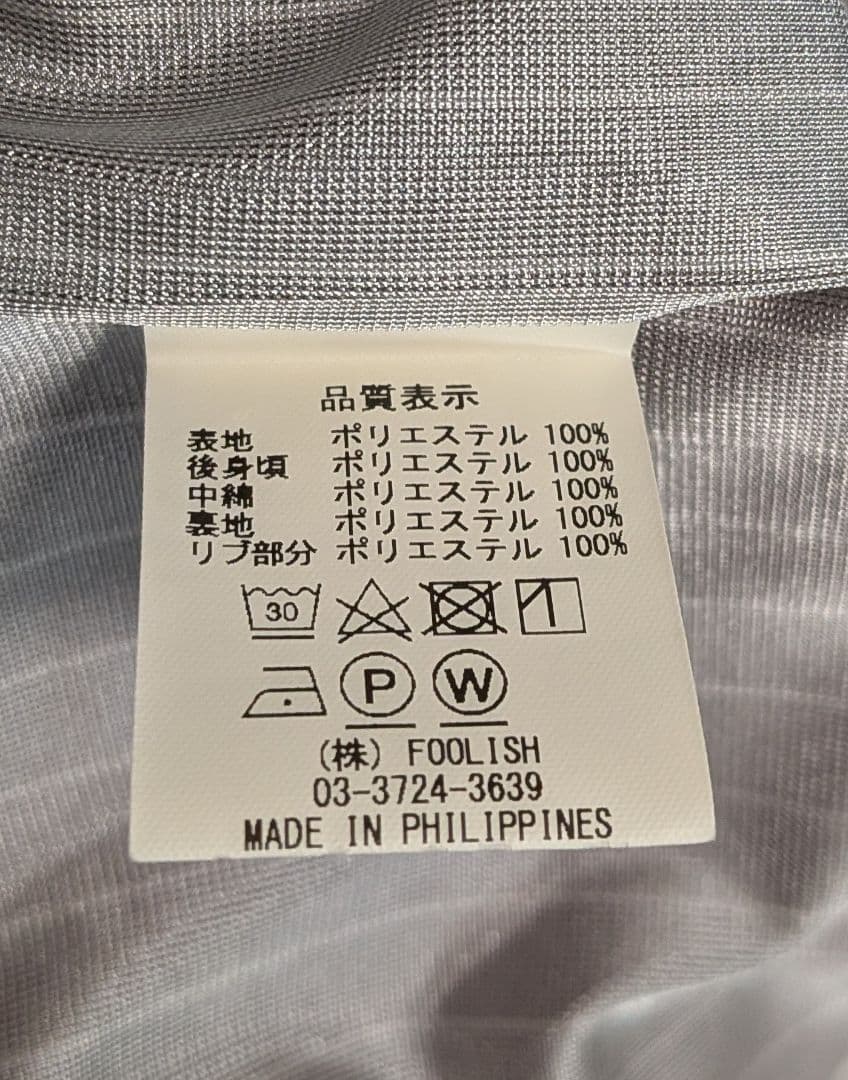 品質表示
表地 ポリエステル 100%
後身頃 ポリエステル 100%
中綿 ポリエステル 100%
裏地 ポリエステル 100%
リブ部分 ポリエステル 100%
30
P W
(株) FOOLISH
03-3724-3639
MADE IN PHILIPPINES